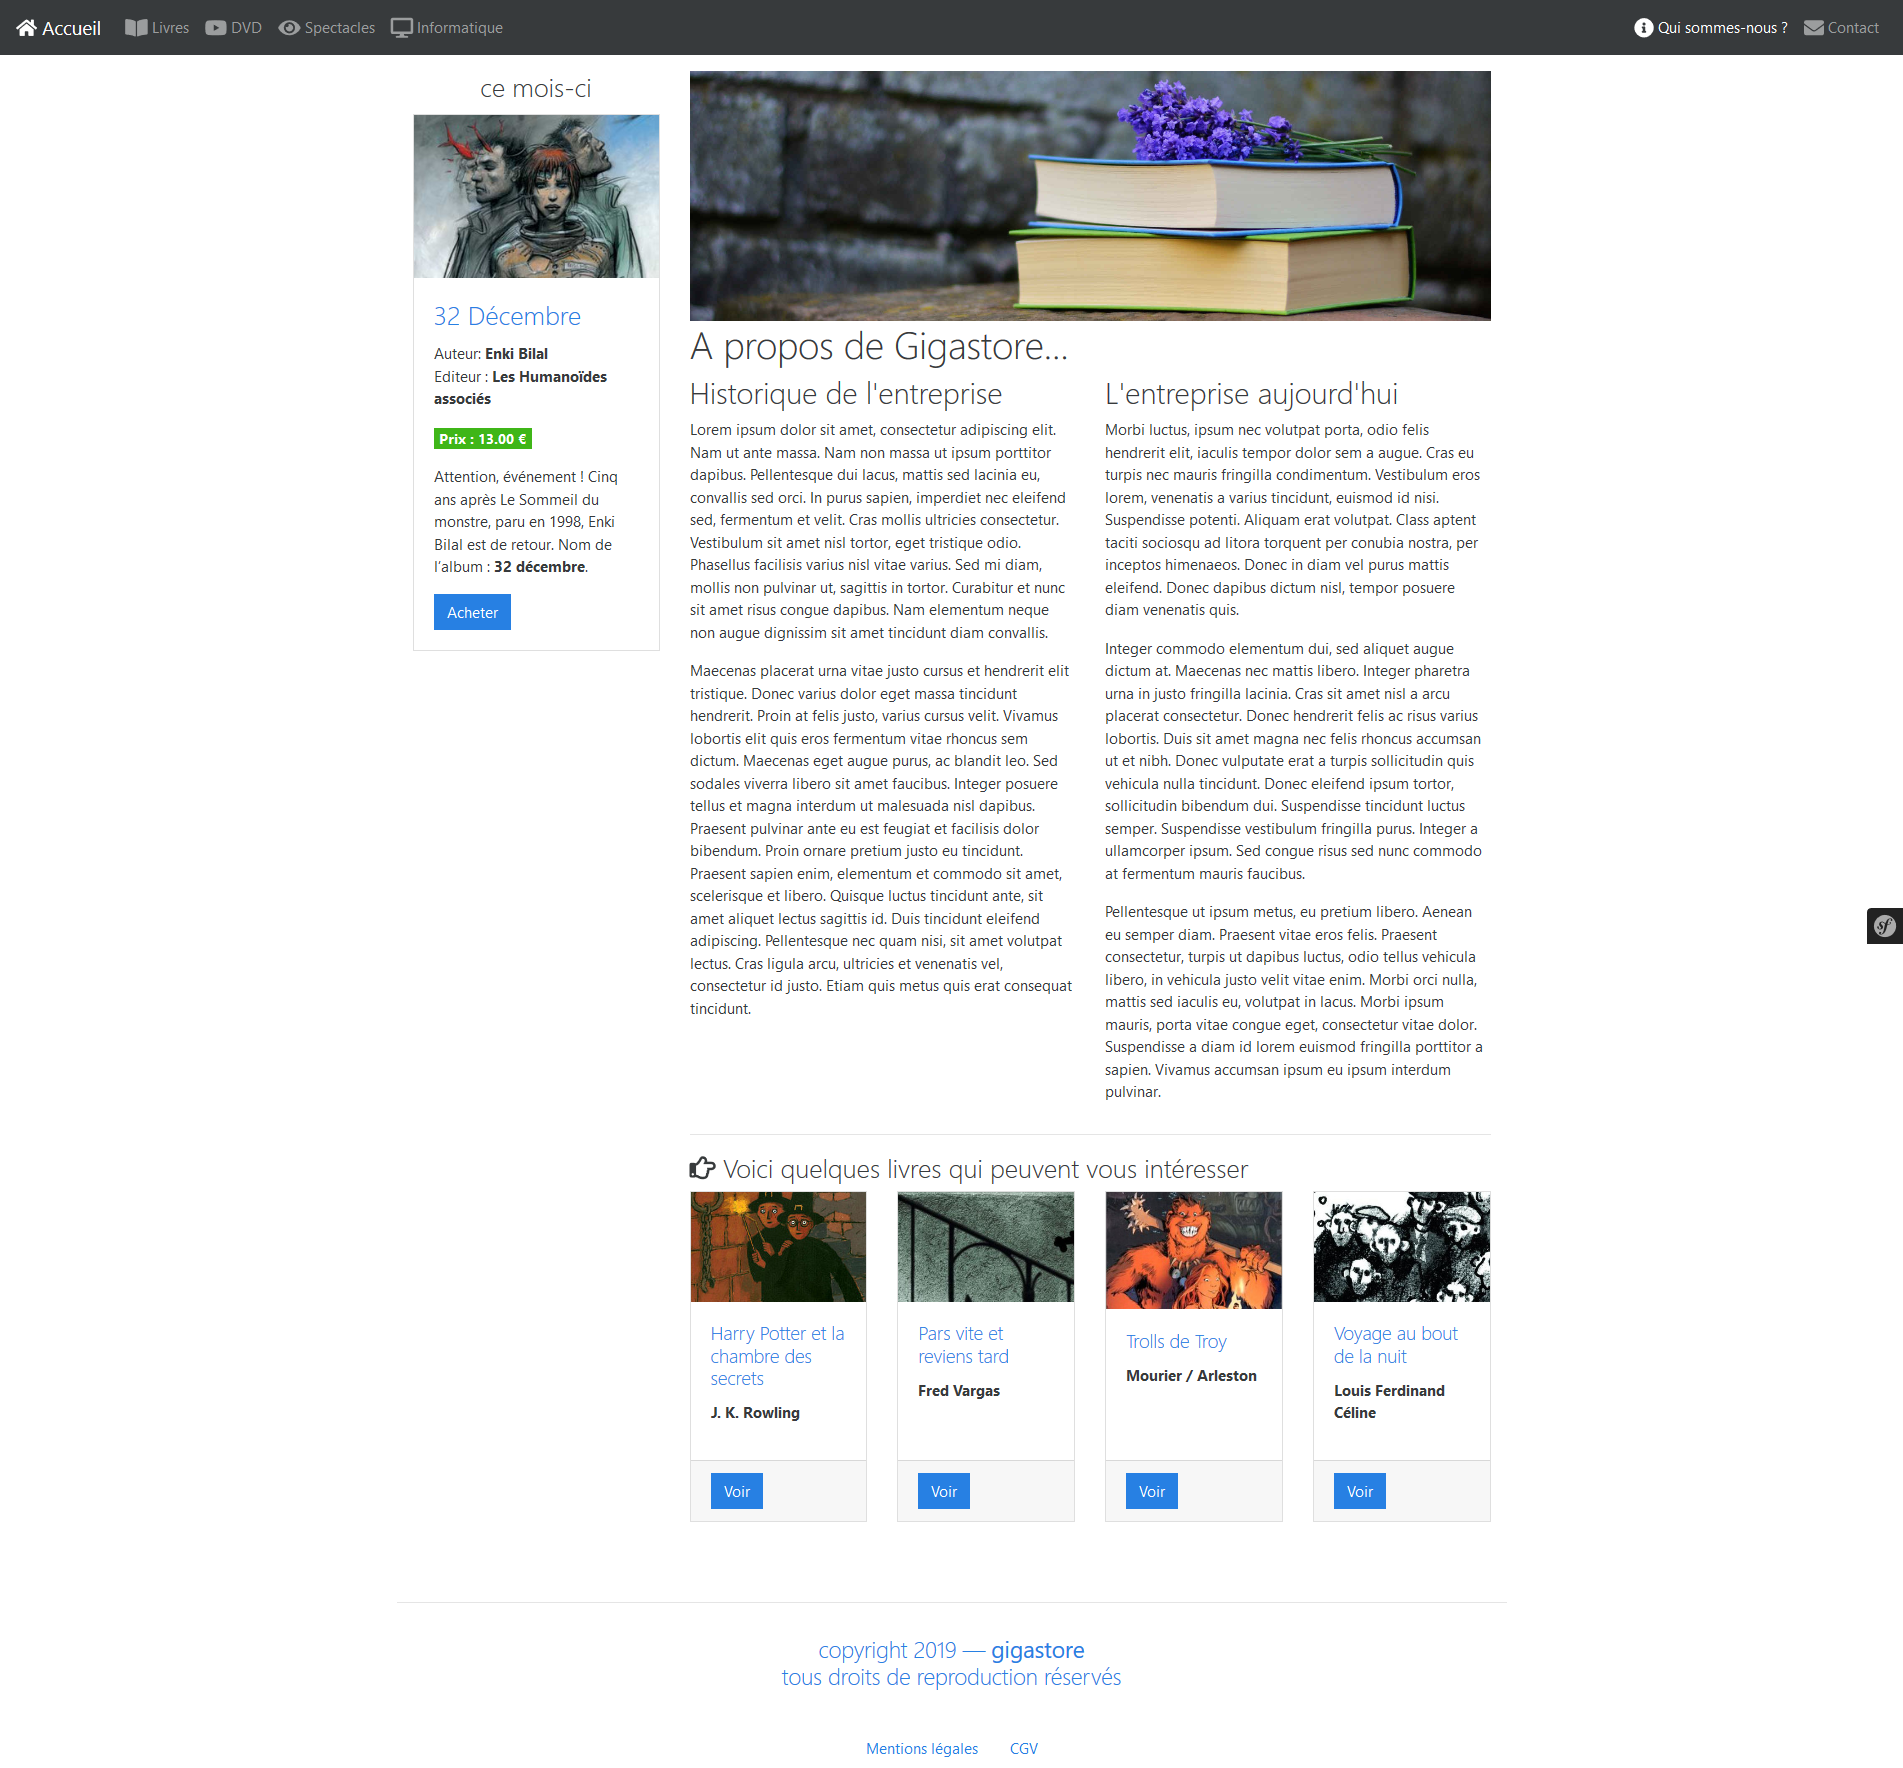 Accueil Livres DVD Spectacles Informatique Qui sommes-nous ? Contact
ce mois-ci
32 Décembre
Auteur: Enki Bilal
Editeur : Les Humanoïdes
associés
Prix : 13.00 €
Attention, événement ! Cinq
ans après Le Sommeil du
monstre, paru en 1998, Enki
Bilal est de retour. Nom de
l'album : 32 décembre.
Acheter
A propos de Gigastore...
Historique de l'entreprise
Lorem ipsum dolor sit amet, consectetur adipiscing elit.
Nam ut ante massa. Nam non massa ut ipsum porttitor
dapibus. Pellentesque dui lacus, mattis sed lacinia eu,
convallis sed orci. In purus sapien, imperdiet nec eleifend
sed, fermentum et velit. Cras mollis ultricies consectetur.
Vestibulum sit amet nisl tortor, eget tristique odio.
Phasellus facilisis varius nisl vitae varius. Sed mi diam,
mollis non pulvinar ut, sagittis in tortor. Curabitur et nunc
sit amet risus congue dapibus. Nam elementum neque
non augue dignissim sit amet tincidunt diam convallis.
Maecenas placerat urna vitae justo cursus et hendrerit elit
tristique. Donec varius dolor eget massa tincidunt
hendrerit. Proin at felis justo, varius cursus velit. Vivamus
lobortis elit quis eros fermentum vitae rhoncus sem
dictum. Maecenas eget augue purus, ac blandit leo. Sed
sodales viverra libero sit amet faucibus. Integer posuere
tellus et magna interdum ut malesuada nisl dapibus.
Praesent pulvinar ante eu est feugiat et facilisis dolor
bibendum. Proin ornare pretium justo eu tincidunt.
Praesent sapien enim, elementum et commodo sit amet,
scelerisque et libero. Quisque luctus tincidunt ante, sit
amet aliquet lectus sagittis id. Duis tincidunt eleifend
adipiscing. Pellentesque nec quam nisi, sit amet volutpat
lectus. Cras ligula arcu, ultricies et venenatis vel,
consectetur id justo. Etiam quis metus quis erat consequat
tincidunt.
L'entreprise aujourd'hui
Morbi luctus, ipsum nec volutpat porta, odio felis
hendrerit elit, iaculis tempor dolor sem a augue. Cras eu
turpis nec mauris fringilla condimentum. Vestibulum eros
lorem, venenatis a varius tincidunt, euismod id nisi.
Suspendisse potenti. Aliquam erat volutpat. Class aptent
taciti sociosqu ad litora torquent per conubia nostra, per
inceptos himenaeos. Donec in diam vel purus mattis
eleifend. Donec dapibus dictum nisl, tempor posuere
diam venenatis quis.
Integer commodo elementum dui, sed aliquet augue
dictum at. Maecenas nec mattis libero. Integer pharetra
urna in justo fringilla lacinia. Cras sit amet nisl a arcu
placerat consectetur. Donec hendrerit felis ac risus varius
lobortis. Duis sit amet magna nec felis rhoncus accumsan
ut et nibh. Donec vulputate erat a turpis sollicitudin quis
vehicula nulla tincidunt. Donec eleifend ipsum tortor,
sollicitudin bibendum dui. Suspendisse tincidunt luctus
semper. Suspendisse vestibulum fringilla purus. Integer a
ullamcorper ipsum. Sed congue risus sed nunc commodo
at fermentum mauris faucibus.
Pellentesque ut ipsum metus, eu pretium libero. Aenean
eu semper diam. Praesent vitae eros felis. Praesent
consectetur, turpis ut dapibus luctus, odio tellus vehicula
libero, in vehicula justo velit vitae enim. Morbi orci nulla,
mattis sed iaculis eu, volutpat in lacus. Morbi ipsum
mauris, porta vitae congue eget, consectetur vitae dolor.
Suspendisse a diam id lorem euismod fringilla porttitor a
sapien. Vivamus accumsan ipsum eu ipsum interdum
pulvinar.
sf
Voici quelques livres qui peuvent vous intéresser
Harry Potter et la
chambre des
secrets
J. K. Rowling
Voir
Pars vite et
reviens tard
Fred Vargas
Voir
Trolls de Troy
Mourier / Arleston
Voir
Voyage au bout
de la nuit
Louis Ferdinand
Céline
Voir
copyright 2019 — gigastore
tous droits de reproduction réservés
Mentions légales CGV